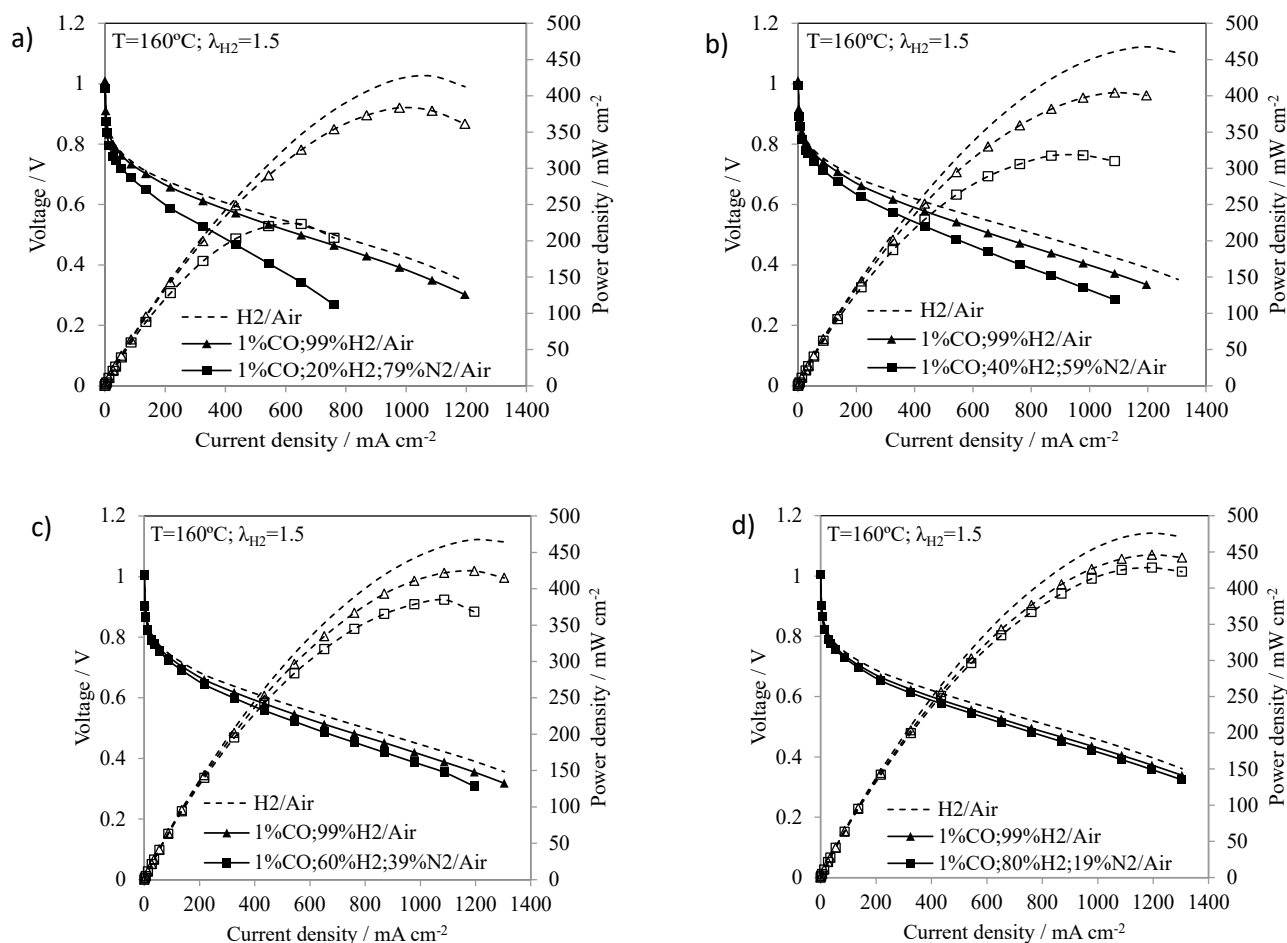 a)
T=160ºC; λH2=1.5
Voltage / V
1.2
1
0.8
0.6
0.4
0.2
0
500
450
400
350
300
250
200
150
100
50
0
Power density / mW cm-2
H2/Air
1%CO;99%H2/Air
1%CO;20%H2;79%N2/Air
0 200 400 600 800 1000 1200 1400
Current density / mA cm-2
b)
T=160ºC; λH2=1.5
Voltage / V
1.2
1
0.8
0.6
0.4
0.2
0
500
450
400
350
300
250
200
150
100
50
0
Power density / mW cm-2
H2/Air
1%CO;99%H2/Air
1%CO;40%H2;59%N2/Air
0 200 400 600 800 1000 1200 1400
Current density / mA cm-2
c)
T=160ºC; λH2=1.5
Voltage / V
1.2
1
0.8
0.6
0.4
0.2
0
500
450
400
350
300
250
200
150
100
50
0
Power density / mW cm-2
H2/Air
1%CO;99%H2/Air
1%CO;60%H2;39%N2/Air
0 200 400 600 800 1000 1200 1400
Current density / mA cm-2
d)
T=160ºC; λH2=1.5
Voltage / V
1.2
1
0.8
0.6
0.4
0.2
0
500
450
400
350
300
250
200
150
100
50
0
Power density / mW cm-2
H2/Air
1%CO;99%H2/Air
1%CO;80%H2;19%N2/Air
0 200 400 600 800 1000 1200 1400
Current density / mA cm-2